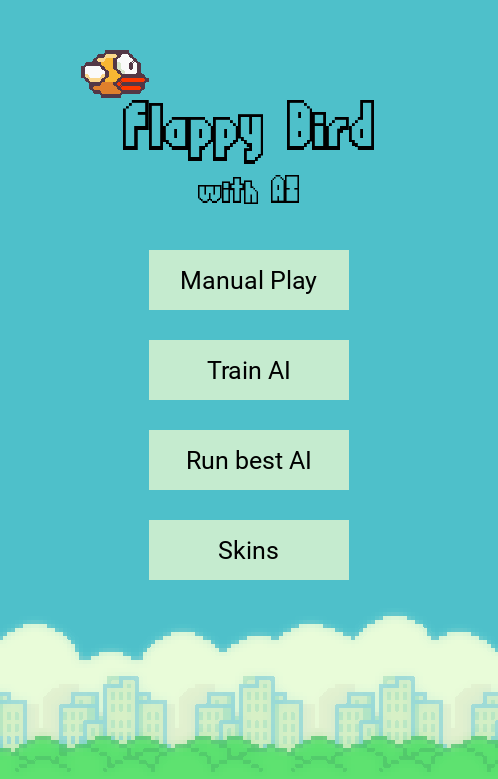 Flappy Bird
with AI
Manual Play
Train AI
Run best AI
Skins